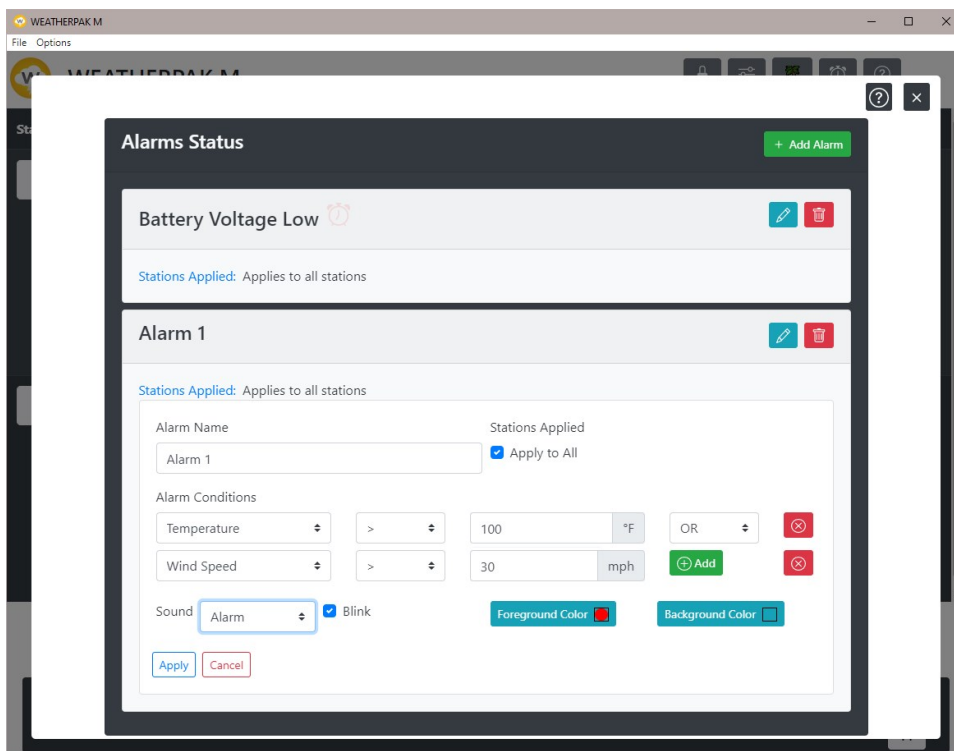 WEATHERPAK M
File Options
WEATHERPAK M
Alarms Status
+ Add Alarm
Battery Voltage Low
Stations Applied: Applies to all stations
Alarm 1
Stations Applied: Applies to all stations
Alarm Name
Stations Applied
Alarm 1
Apply to All
Alarm Conditions
Temperature > 100 °F OR
Wind Speed > 30 mph Add
Sound Alarm Blink Foreground Color Background Color
Apply Cancel